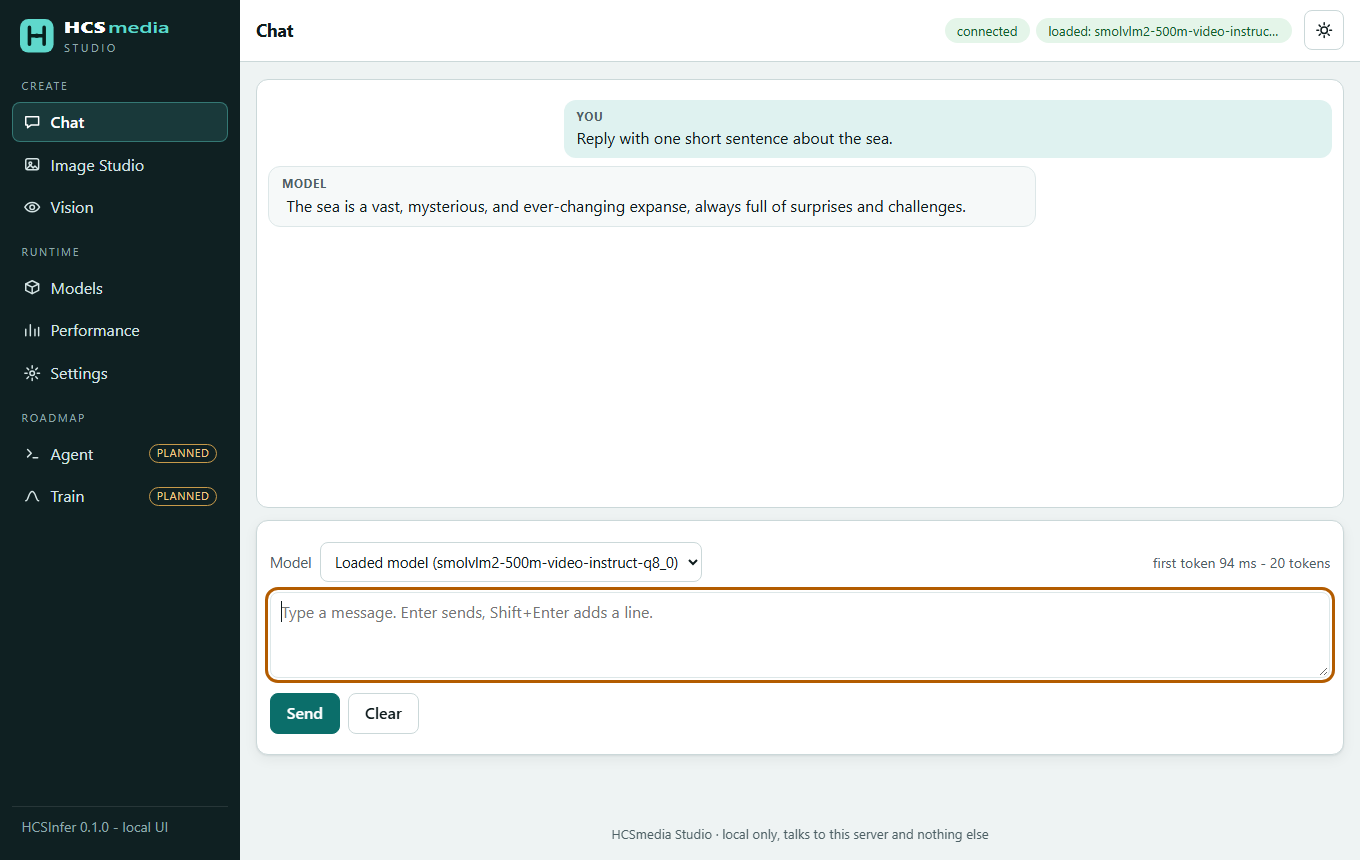 HCSmedia
STUDIO
CREATE
Chat
Image Studio
Vision
RUNTIME
Models
Performance
Settings
ROADMAP
Agent PLANNED
Train PLANNED
HCSInfer 0.1.0 - local UI
Chat
connected
loaded: smolvlm2-500m-video-instruc...
YOU
Reply with one short sentence about the sea.
MODEL
The sea is a vast, mysterious, and ever-changing expanse, always full of surprises and challenges.
Model Loaded model (smolvlm2-500m-video-instruct-q8_0) first token 94 ms - 20 tokens
Type a message. Enter sends, Shift+Enter adds a line.
Send Clear
HCSmedia Studio · local only, talks to this server and nothing else